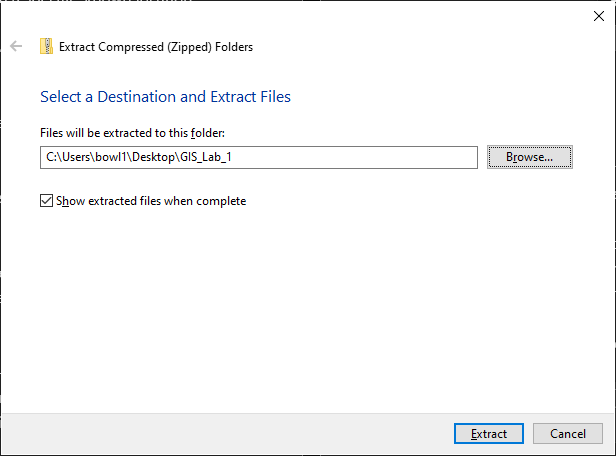 Extract Compressed (Zipped) Folders
Select a Destination and Extract Files
Files will be extracted to this folder:
C:\Users\bowl1\Desktop\GIS_Lab_1
Browse...
Show extracted files when complete
Extract
Cancel